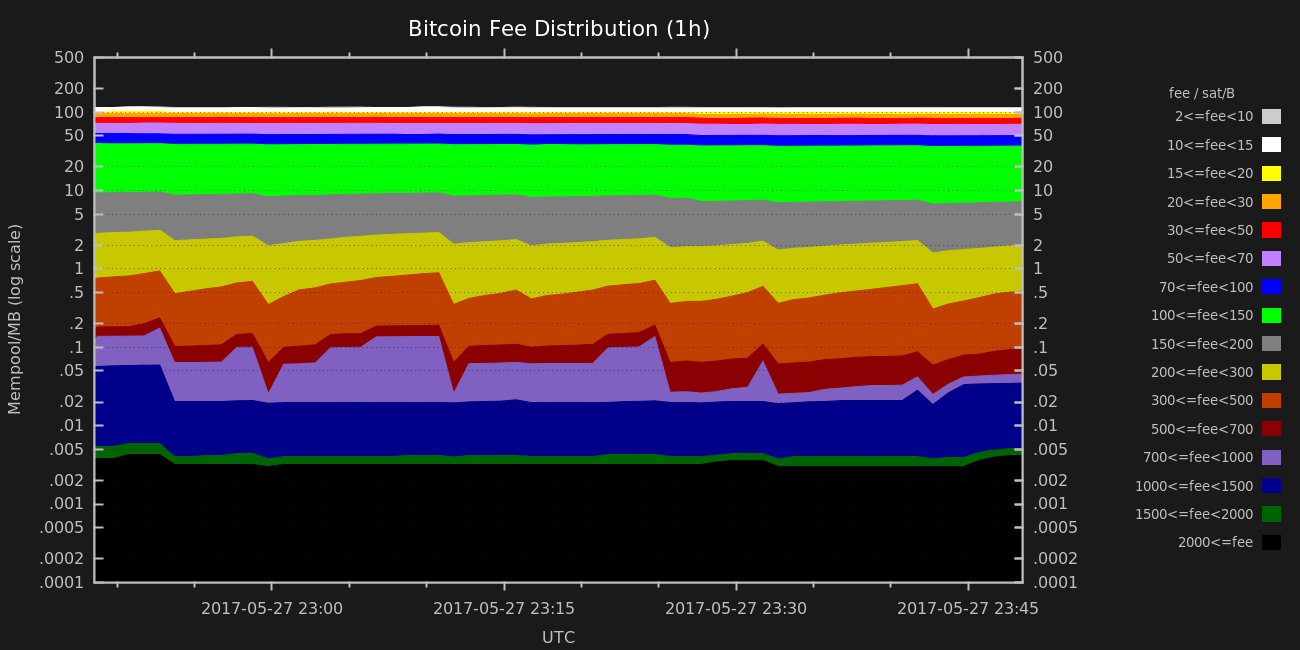 Bitcoin Fee Distribution (1h)
500
200
100
50
20
10
5
2
1
.5
.2
.1
.05
.02
.01
.005
.002
.001
.0005
.0002
.0001
Mempool/MB (log scale)
500
200
100
50
20
10
5
2
1
.5
.2
.1
.05
.02
.01
.005
.002
.001
.0005
.0002
.0001
2017-05-27 23:00
2017-05-27 23:15
2017-05-27 23:30
2017-05-27 23:45
UTC
fee / sat/B
2<=fee<10
10<=fee<15
15<=fee<20
20<=fee<30
30<=fee<50
50<=fee<70
70<=fee<100
100<=fee<150
150<=fee<200
200<=fee<300
300<=fee<500
500<=fee<700
700<=fee<1000
1000<=fee<1500
1500<=fee<2000
2000<=fee